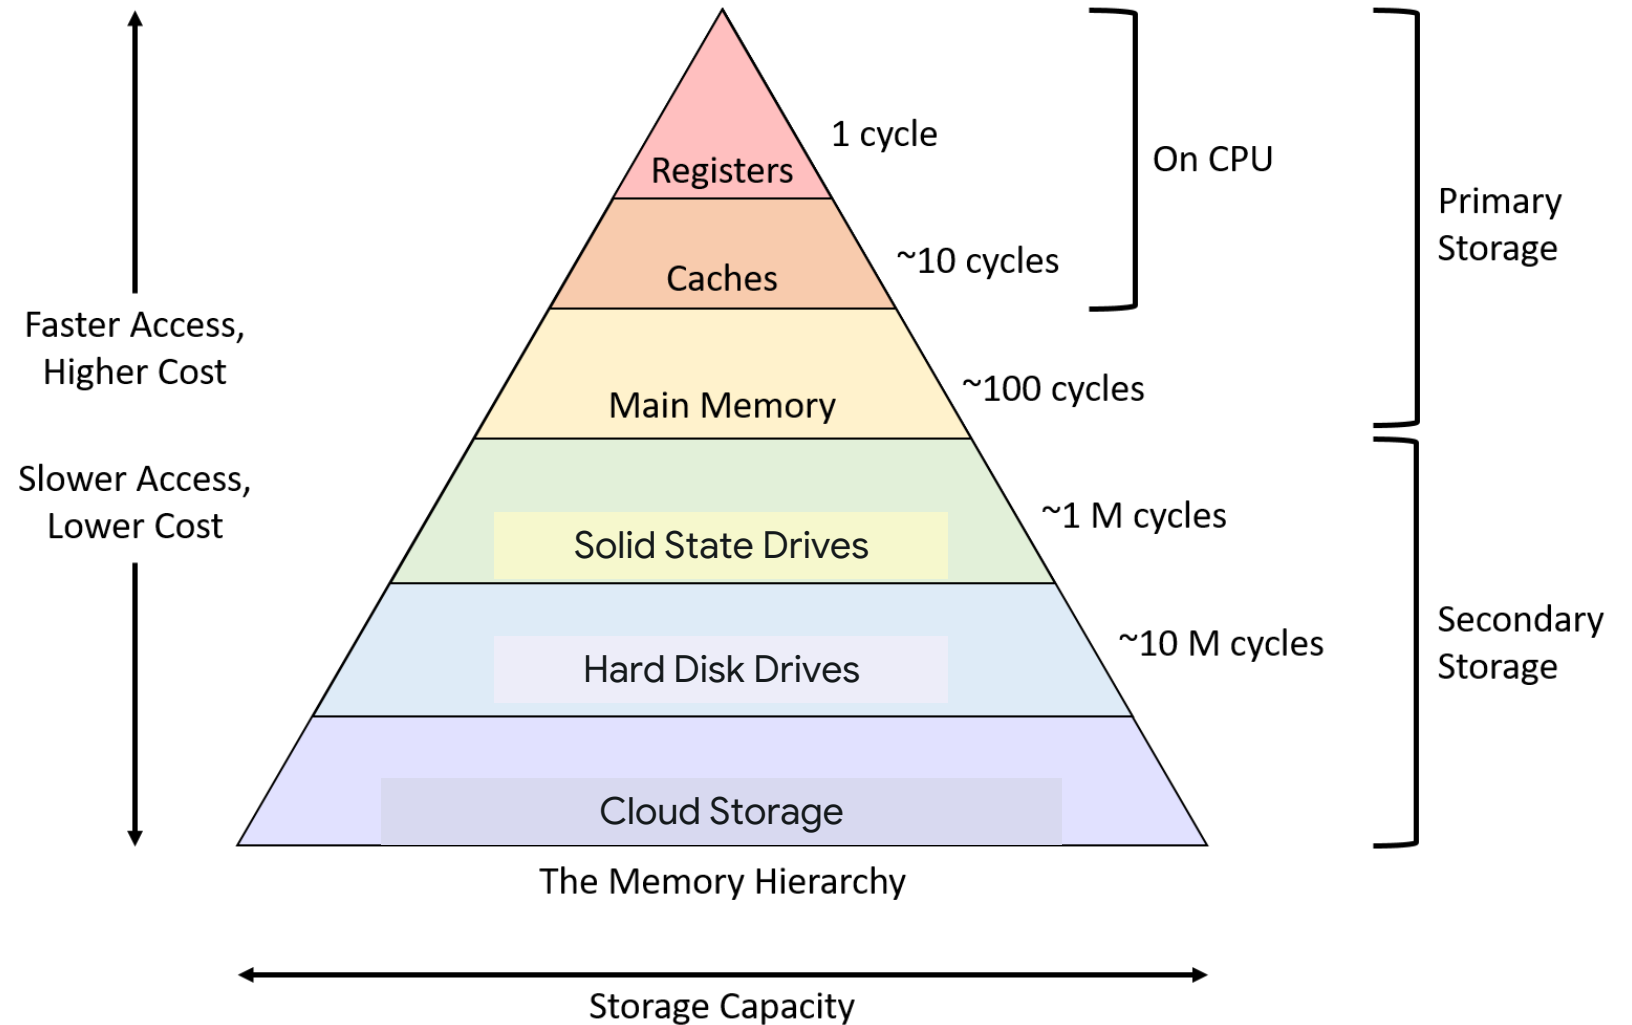 1 cycle
Registers
On CPU
Primary
Storage
~10 cycles
Caches
Faster Access,
Higher Cost
~100 cycles
Main Memory
Slower Access,
Lower Cost
~1 M cycles
Solid State Drives
~10 M cycles
Hard Disk Drives
Secondary
Storage
Cloud Storage
The Memory Hierarchy
Storage Capacity